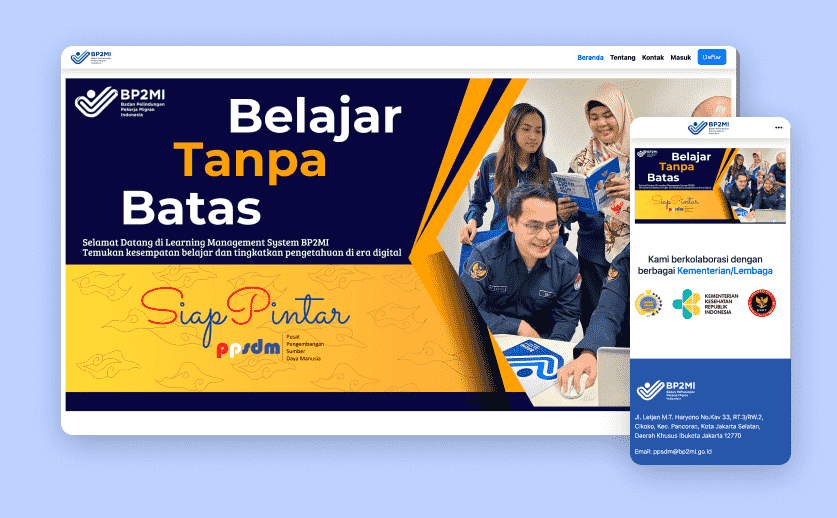 BP2MI
Beranda Tentang Kontak Masuk Daftar
BP2MI
Badan Pelindungan
Pekerja Migran
Indonesia
Belajar
Tanpa
Batas
Selamat Datang di Learning Management System BP2MI
Temukan kesempatan belajar dan tingkatkan pengetahuan di era digital
SiapPintar
ppsdm
Pusat
Pengembangan
Sumber
Daya Manusia
BP2MI
BP2MI
Belajar
Tanpa
Batas
SiapPintar
ppsdm
Kami berkolaborasi dengan
berbagai Kementerian/Lembaga
KEMENTERIAN
KESEHATAN
REPUBLIK
INDONESIA
BP2MI
Badan Pelindungan
Pekerja Migran
Indonesia
Jl. Letjen M.T. Haryono No.Kav 33, RT.3/RW.2,
Cikoko, Kec. Pancoran, Kota Jakarta Selatan,
Daerah Khusus Ibukota Jakarta 12770
Email: ppsdm@bp2mi.go.id